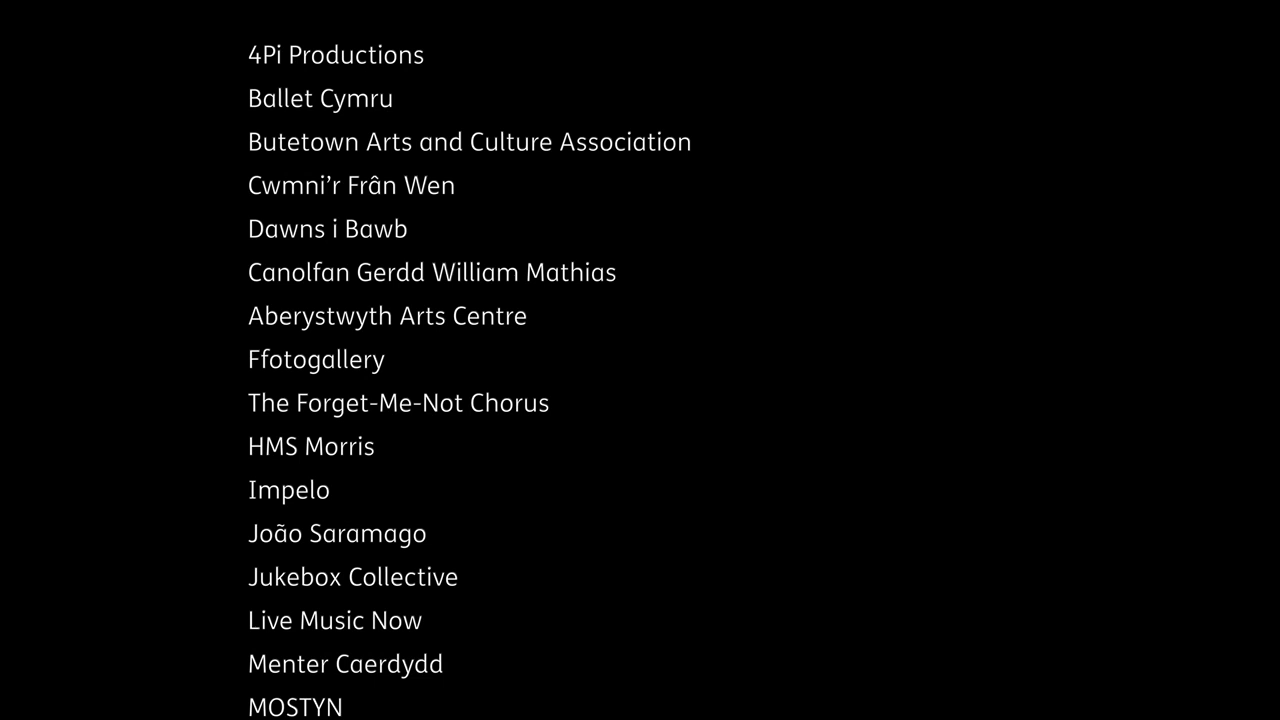 4Pi Productions
Ballet Cymru
Butetown Arts and Culture Association
Cwmni’r Frân Wen
Dawns i Bawb
Canolfan Gerdd William Mathias
Aberystwyth Arts Centre
Ffotogallery
The Forget-Me-Not Chorus
HMS Morris
Impelo
João Saramago
Jukebox Collective
Live Music Now
Menter Caerdydd
MOSTYN